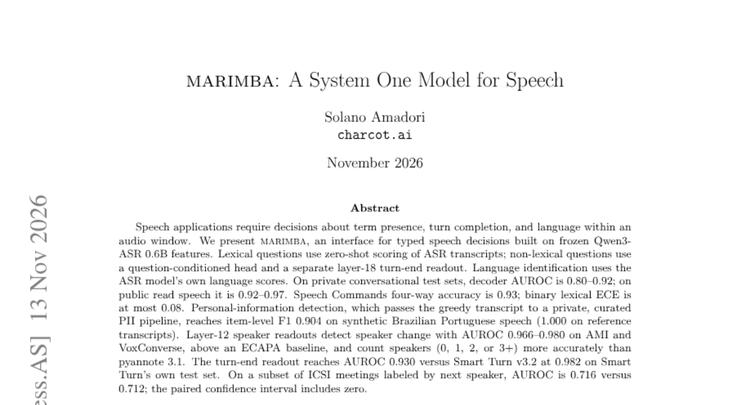 MARIMBA: A System One Model for Speech
Solano Amadori
charcot.ai
November 2026
Abstract
Speech applications require decisions about term presence, turn completion, and language within an
audio window. We present MARIMBA, an interface for typed speech decisions built on frozen Qwen3-
ASR 0.6B features. Lexical questions use zero-shot scoring of ASR transcripts; non-lexical questions use
a question-conditioned head and a separate layer-18 turn-end readout. Language identification uses the
ASR model's own language scores. On private conversational test sets, decoder AUROC is 0.80–0.92; on
public read speech it is 0.92–0.97. Speech Commands four-way accuracy is 0.93; binary lexical ECE is
at most 0.08. Personal-information detection, which passes the greedy transcript to a private, curated
PII pipeline, reaches item-level F1 0.904 on synthetic Brazilian Portuguese speech (1.000 on reference
transcripts). Layer-12 speaker readouts detect speaker change with AUROC 0.966–0.980 on AMI and
VoxConverse, above an ECAPA baseline, and count speakers (0, 1, 2, or 3+) more accurately than
pyannote 3.1. The turn-end readout reaches AUROC 0.930 versus Smart Turn v3.2 at 0.982 on Smart
Turn's own test set. On a subset of ICSI meetings labeled by next speaker, AUROC is 0.716 versus
0.712; the paired confidence interval includes zero.
ess.AS] 13 Nov 2026